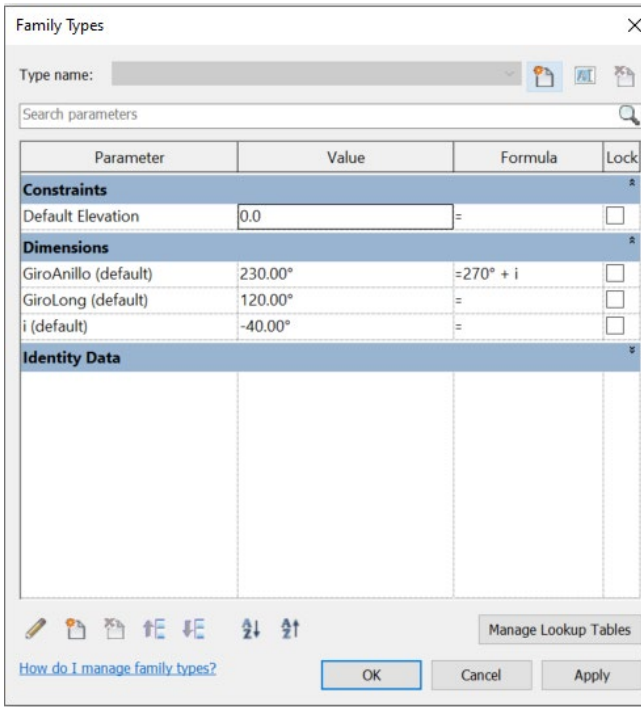 Family Types
Type name:
Search parameters
Parameter Value Formula Lock
Constraints
Default Elevation 0.0 =
Dimensions
GiroAnillo (default) 230.00° =270° + i
GiroLong (default) 120.00° =
i (default) -40.00° =
Identity Data
Manage Lookup Tables
How do I manage family types?
OK Cancel Apply